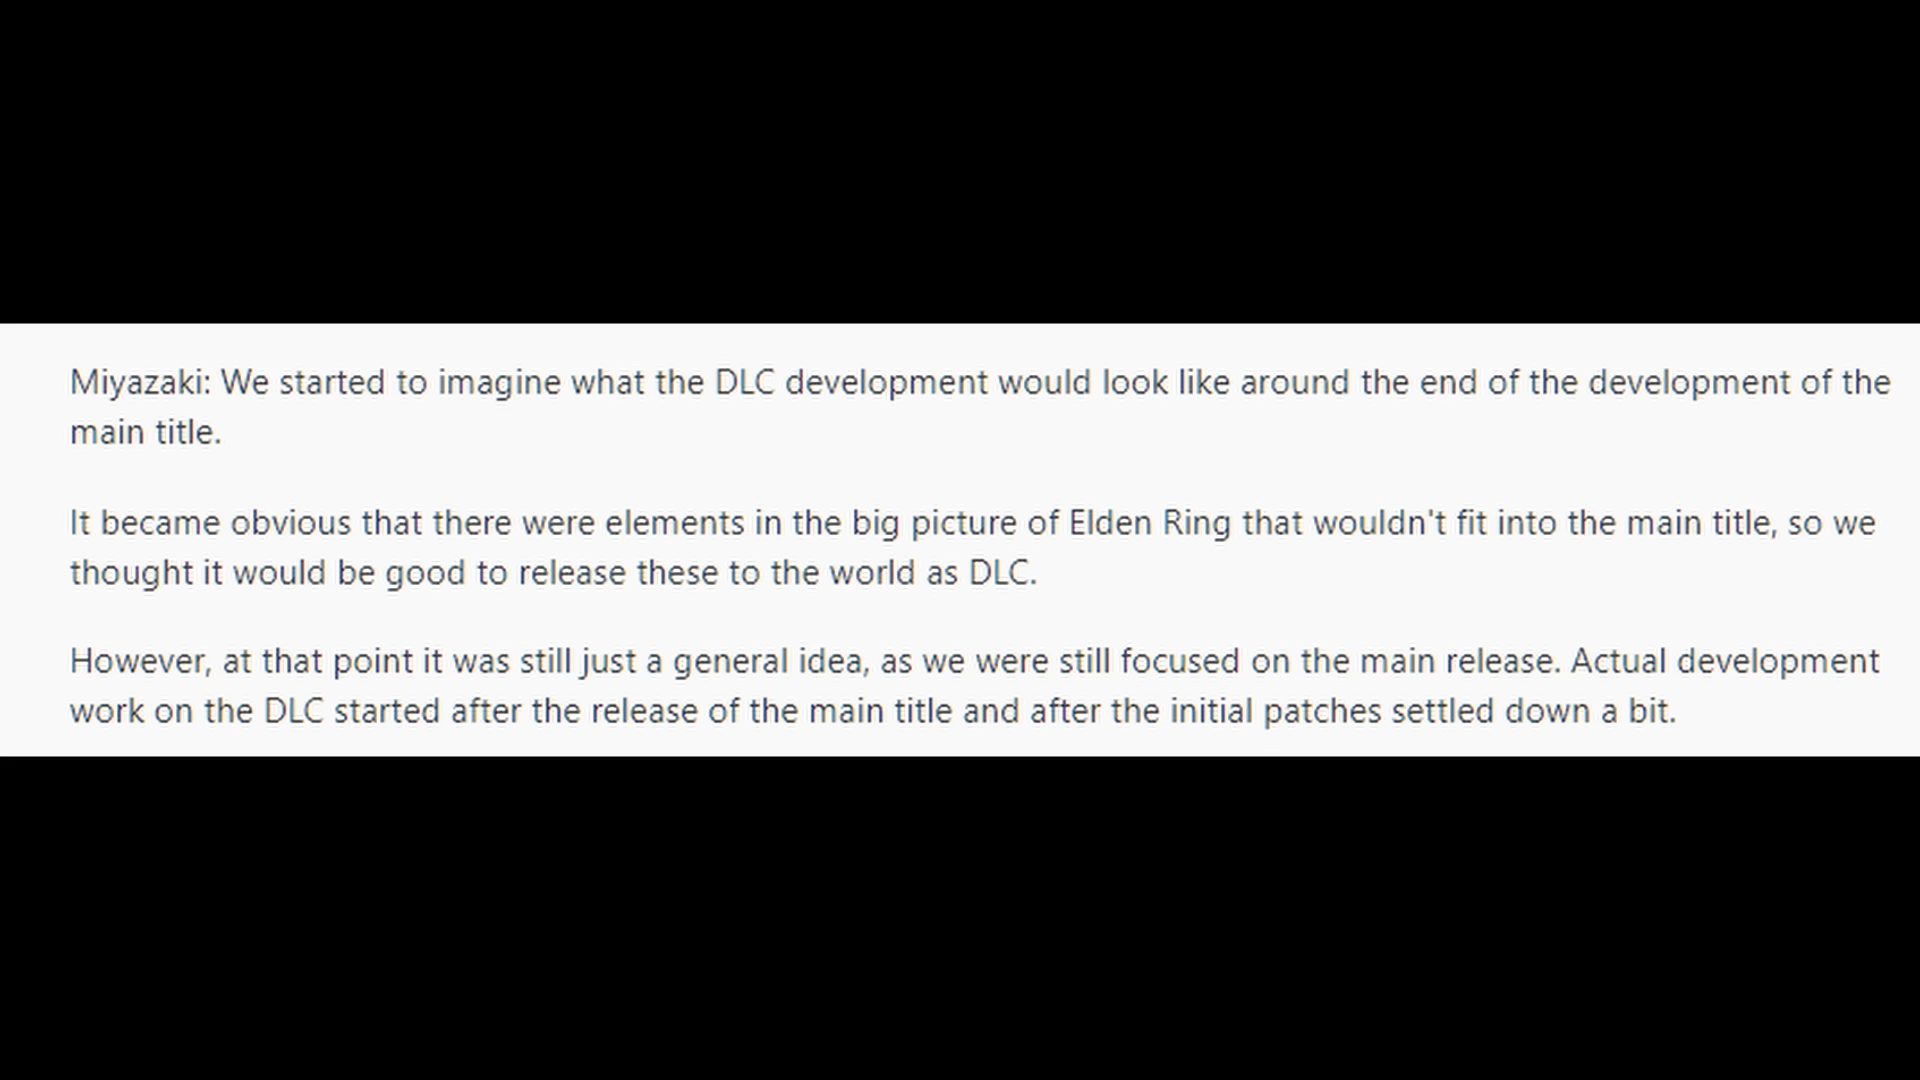 Miyazaki: We started to imagine what the DLC development would look like around the end of the development of the
main title.
It became obvious that there were elements in the big picture of Elden Ring that wouldn't fit into the main title, so we
thought it would be good to release these to the world as DLC.
However, at that point it was still just a general idea, as we were still focused on the main release. Actual development
work on the DLC started after the release of the main title and after the initial patches settled down a bit.